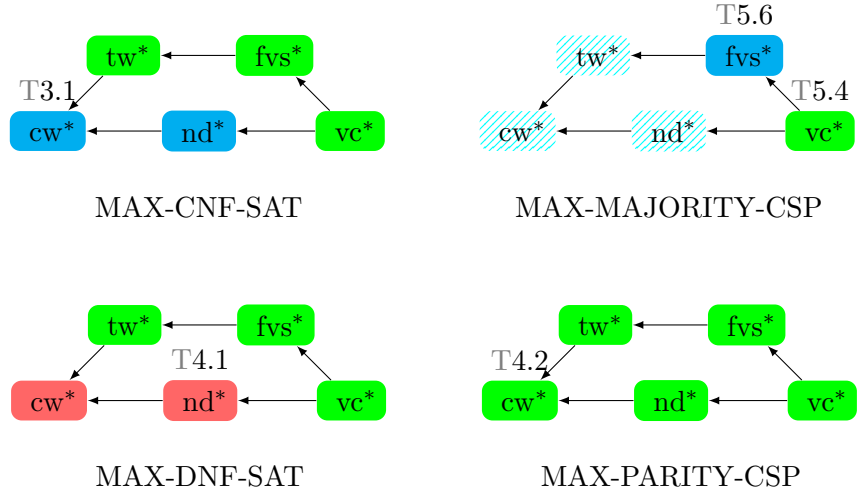 T5.6
tw* fvs* tw* fvs*
T3.1 T5.4
cw* nd* vc* cw* nd* vc*
MAX-CNF-SAT MAX-MAJORITY-CSP
tw* fvs* tw* fvs*
T4.1 T4.2
cw* nd* vc* cw* nd* vc*
MAX-DNF-SAT MAX-PARITY-CSP